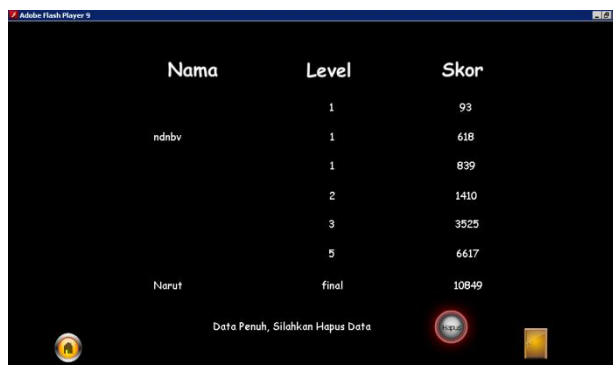 Adobe Flash Player 9
Nama Level Skor
1 93
ndnbv 1 618
1 839
2 1410
3 3525
5 6617
Narut final 10849
Data Penuh, Silahkan Hapus Data Hapus